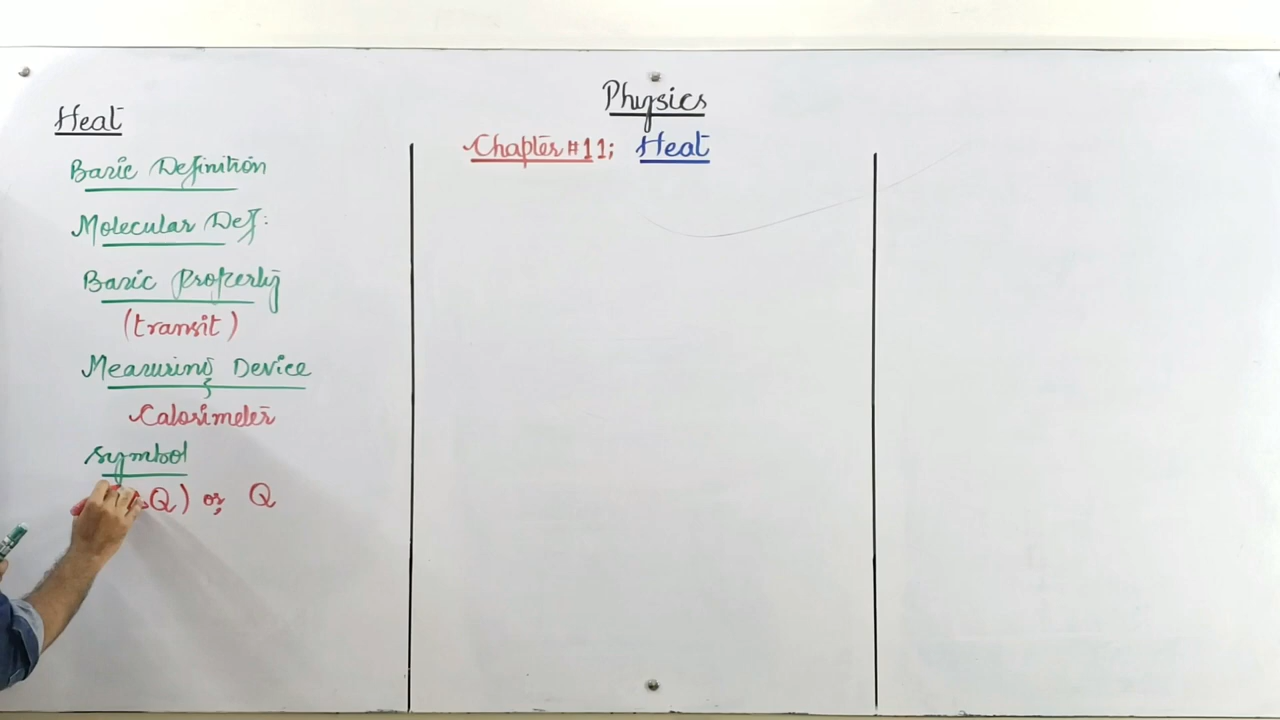 Physics
Chapter #11; Heat
Heat
Basic Definition
Molecular Def:
Basic Property
(transit)
Measuring Device
Calorimeter
symbol
Q) or Q